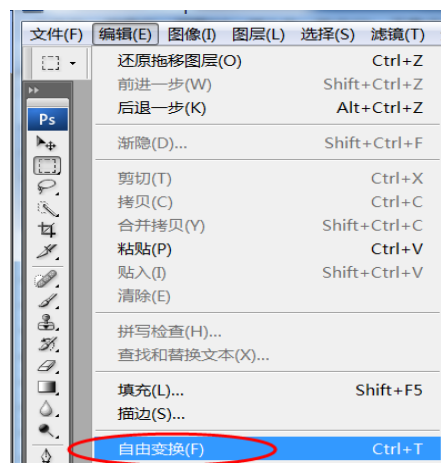 文件(F) 编辑(E) 图像(I) 图层(L) 选择(S) 滤镜(T)
还原拖移图层(O) Ctrl+Z
前进一步(W) Shift+Ctrl+Z
后退一步(K) Alt+Ctrl+Z
Ps
渐隐(D)... Shift+Ctrl+F
剪切(T) Ctrl+X
拷贝(C) Ctrl+C
合并拷贝(Y) Shift+Ctrl+C
粘贴(P) Ctrl+V
贴入(I) Shift+Ctrl+V
清除(E)
拼写检查(H)...
查找和替换文本(X)...
填充(L)... Shift+F5
描边(S)...
自由变换(F) Ctrl+T